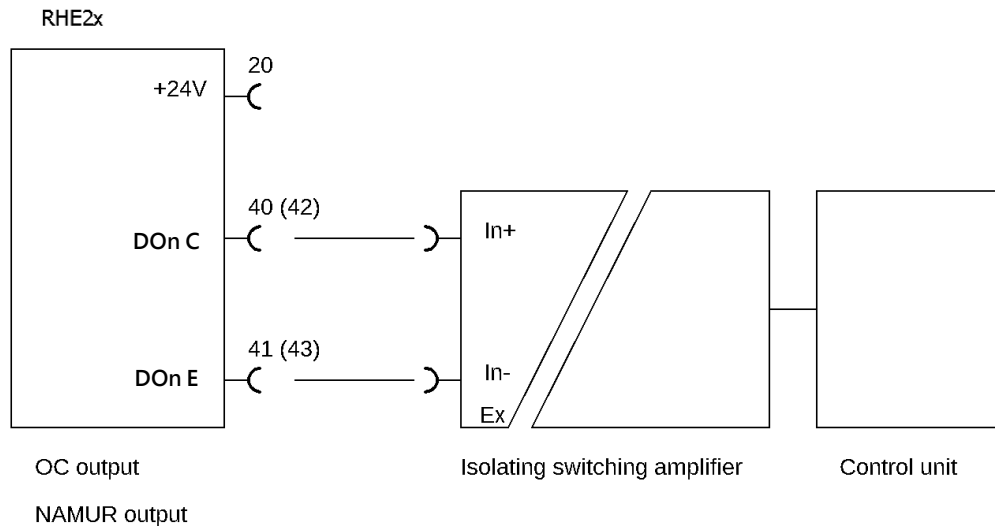 RHE2x
20
+24V
40 (42)
DOn C
In+
41 (43)
DOn E
In-
Ex
OC output
Isolating switching amplifier
Control unit
NAMUR output